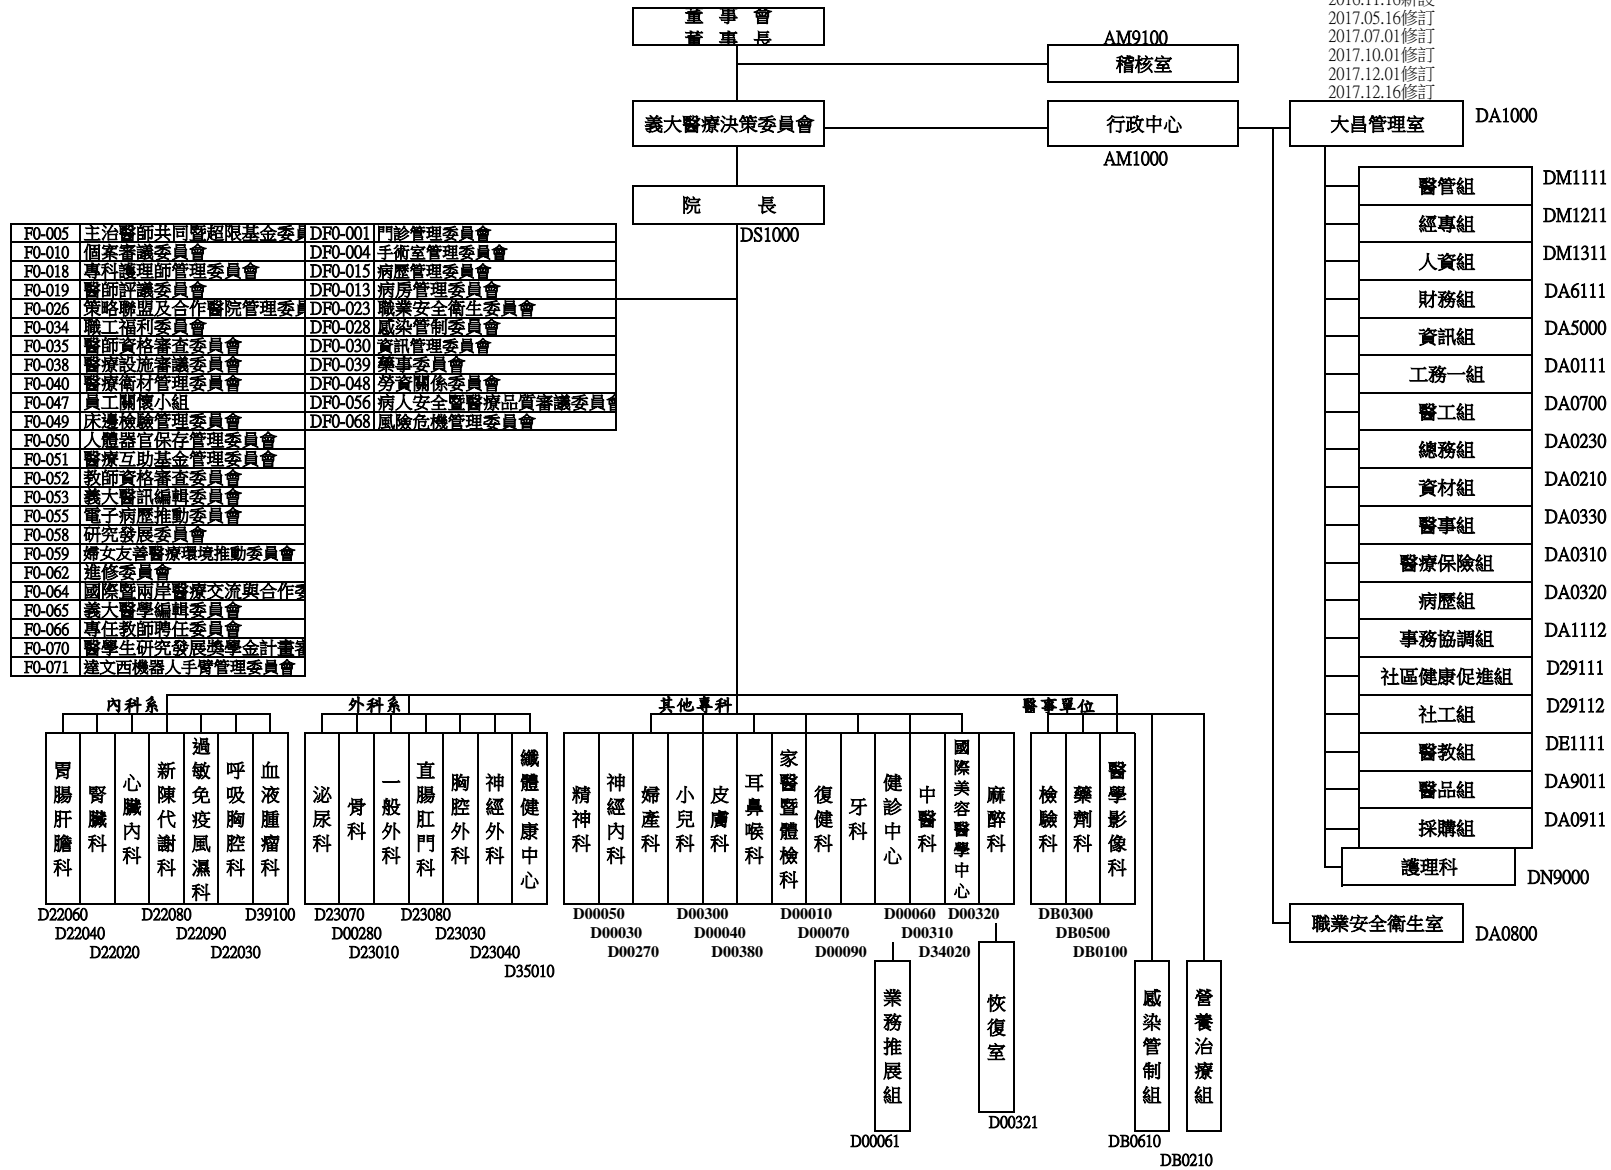 2016.11.16新設
2017.05.16修訂
2017.07.01修訂
2017.10.01修訂
2017.12.01修訂
2017.12.16修訂
董 事 會
董 事 長
AM9100
稽核室
義大醫療決策委員會
行政中心
AM1000
大昌管理室
DA1000
院 長
DS1000
F0-005 主治醫師共同暨超限基金委員
F0-010 個案審議委員會
F0-018 專科護理師管理委員會
F0-019 醫師評議委員會
F0-026 策略聯盟及合作醫院管理委員
F0-034 職工福利委員會
F0-035 醫師資格審查委員會
F0-038 醫療設施審議委員會
F0-040 醫療衛材管理委員會
F0-047 員工關懷小組
F0-049 床邊檢驗管理委員會
F0-050 人體器官保存管理委員會
F0-051 醫療互助基金管理委員會
F0-052 教師資格審查委員會
F0-053 義大醫訊編輯委員會
F0-055 電子病歷推動委員會
F0-058 研究發展委員會
F0-059 婦女友善醫療環境推動委員會
F0-062 進修委員會
F0-064 國際暨兩岸醫療交流與合作委
F0-065 義大醫學編輯委員會
F0-066 專任教師聘任委員會
F0-070 醫學生研究發展獎學金計畫審
F0-071 達文西機器人手臂管理委員會
DF0-001 門診管理委員會
DF0-004 手術室管理委員會
DF0-015 病歷管理委員會
DF0-013 病房管理委員會
DF0-023 職業安全衛生委員會
DF0-028 感染管制委員會
DF0-030 資訊管理委員會
DF0-039 藥事委員會
DF0-048 勞資關係委員會
DF0-056 病人安全暨醫療品質審議委員會
DF0-068 風險危機管理委員會
醫管組 DM1111
經專組 DM1211
人資組 DM1311
財務組 DA6111
資訊組 DA5000
工務一組 DA0111
醫工組 DA0700
總務組 DA0230
資材組 DA0210
醫事組 DA0330
醫療保險組 DA0310
病歷組 DA0320
事務協調組 DA1112
社區健康促進組 D29111
社工組 D29112
醫教組 DE1111
醫品組 DA9011
採購組 DA0911
護理科 DN9000
職業安全衛生室 DA0800
內科系
胃腸肝膽科
腎臟科
心臟內科
新陳代謝科
過敏免疫風濕科
呼吸胸腔科
血液腫瘤科
D22060
D22040
D22020
D22080
D22090
D22030
D39100
外科系
泌尿科
骨科
一般外科
直腸肛門科
胸腔外科
神經外科
纖體健康中心
D23070
D00280
D23010
D23080
D23030
D23040
D35010
其他專科
精神科
神經內科
婦產科
小兒科
皮膚科
耳鼻喉科
家醫暨體檢科
復健科
牙科
健診中心
中醫科
國際美容醫學中心
麻醉科
D00050
D00030
D00270
D00300
D00040
D00380
D00010
D00070
D00090
D00060
D00310
D34020
D00320
業務推展組
D00061
恢復室
D00321
醫事單位
檢驗科
藥劑科
醫學影像科
DB0300
DB0500
DB0100
感染管制組
DB0610
營養治療組
DB0210